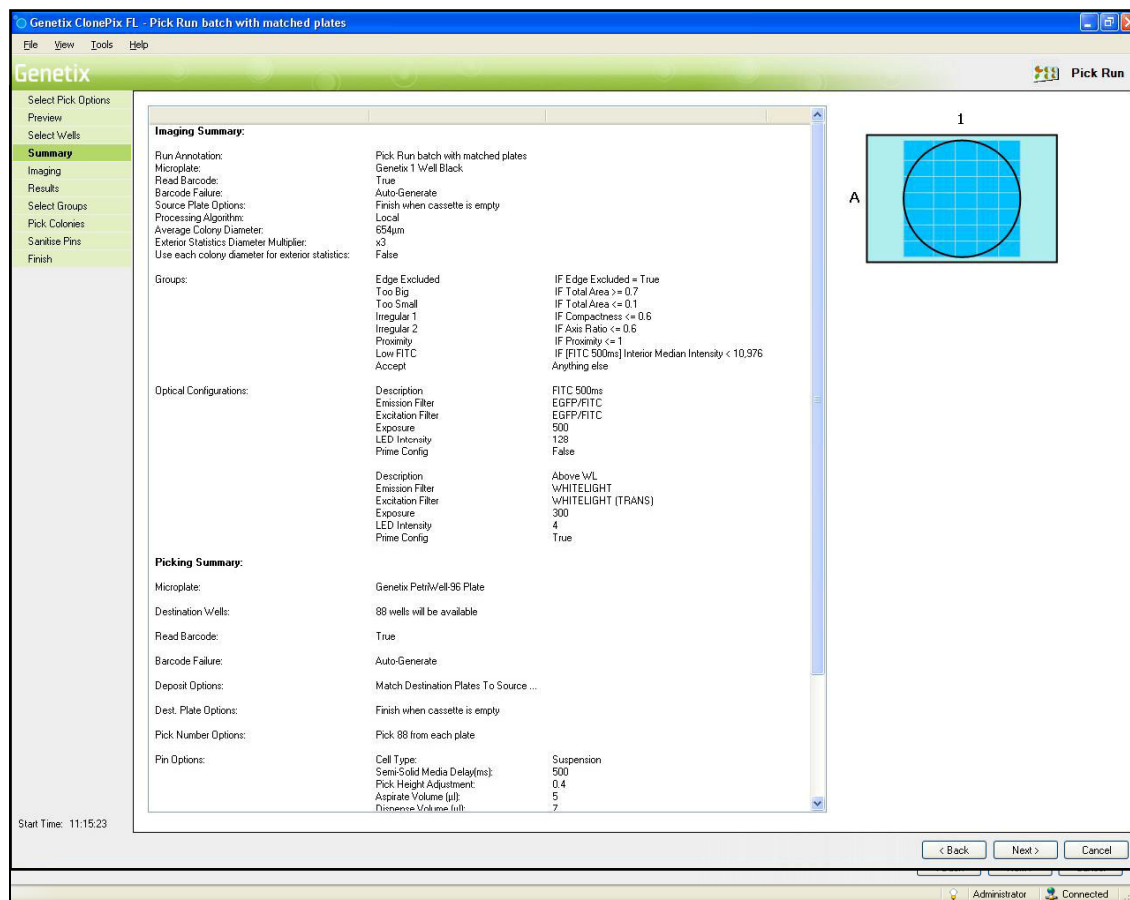 Genetix ClonePix FL - Pick Run batch with matched plates
File View Tools Help
Genetix
Pick Run
Select Pick Options
Preview
Select Wells
Summary
Imaging
Results
Select Groups
Pick Colonies
Sanitise Pins
Finish
Imaging Summary:
Run Annotation: Pick Run batch with matched plates
Microplate: Genetix 1 Well Black
Read Barcode: True
Barcode Failure: Auto-Generate
Source Plate Options: Finish when cassette is empty
Processing Algorithm: Local
Average Colony Diameter: 654µm
Exterior Statistics Diameter Multiplier: x3
Use each colony diameter for exterior statistics: False
Groups: Edge Excluded IF Edge Excluded = True
Too Big IF Total Area >= 0.7
Too Small IF Total Area <= 0.1
Irregular 1 IF Compactness <= 0.6
Irregular 2 IF Axis Ratio <= 0.6
Proximity IF Proximity <= 1
Low FITC IF [FITC 500ms] Interior Median Intensity < 10,976
Accept Anything else
Optical Configurations: Description FITC 500ms
Emission Filter EGFP/FITC
Excitation Filter EGFP/FITC
Exposure 500
LED Intensity 128
Prime Config False
Description Above WL
Emission Filter WHITELIGHT
Excitation Filter WHITELIGHT (TRANS)
Exposure 300
LED Intensity 4
Prime Config True
Picking Summary:
Microplate: Genetix PetriWell-96 Plate
Destination Wells: 88 wells will be available
Read Barcode: True
Barcode Failure: Auto-Generate
Deposit Options: Match Destination Plates To Source ...
Dest. Plate Options: Finish when cassette is empty
Pick Number Options: Pick 88 from each plate
Pin Options: Cell Type: Suspension
Semi-Solid Media Delay(ms): 500
Pick Height Adjustment: 0.4
Aspirate Volume (µl): 5
Dispense Volume (µl): 7
1
A
Start Time: 11:15:23
< Back Next > Cancel
Administrator Connected